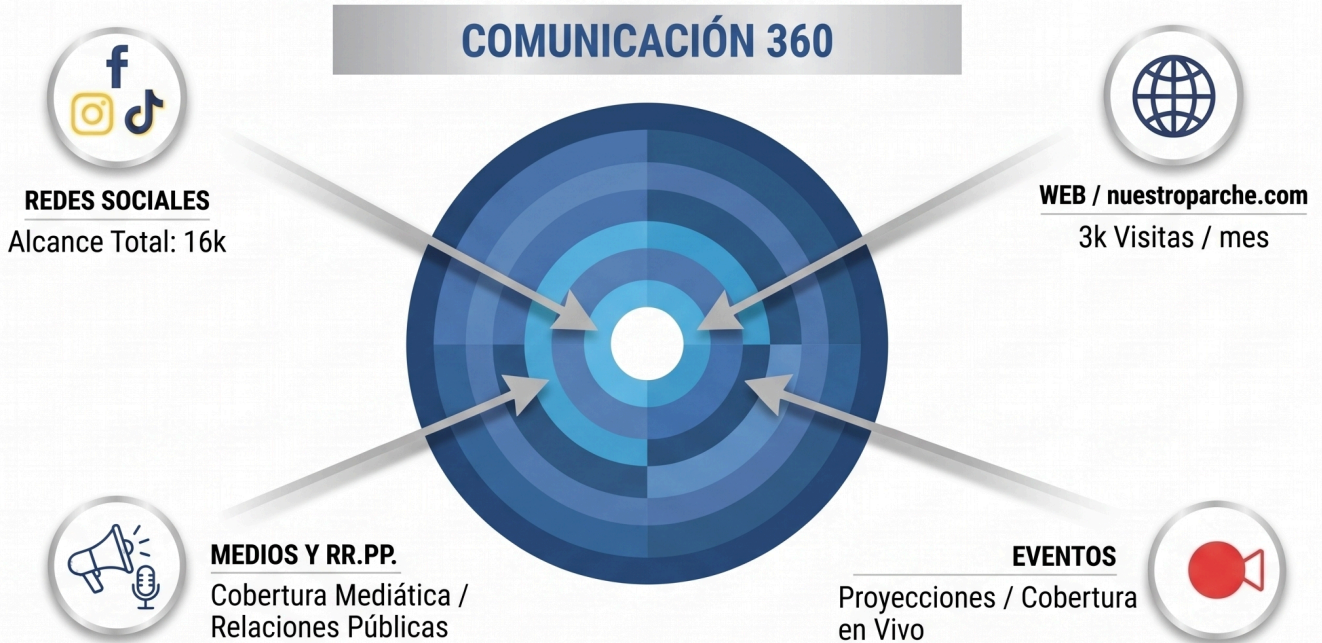 COMUNICACIÓN 360
REDES SOCIALES
Alcance Total: 16k
WEB / nuestroparche.com
3k Visitas / mes
MEDIOS Y RR.PP.
Cobertura Mediática /
Relaciones Públicas
EVENTOS
Proyecciones / Cobertura
en Vivo